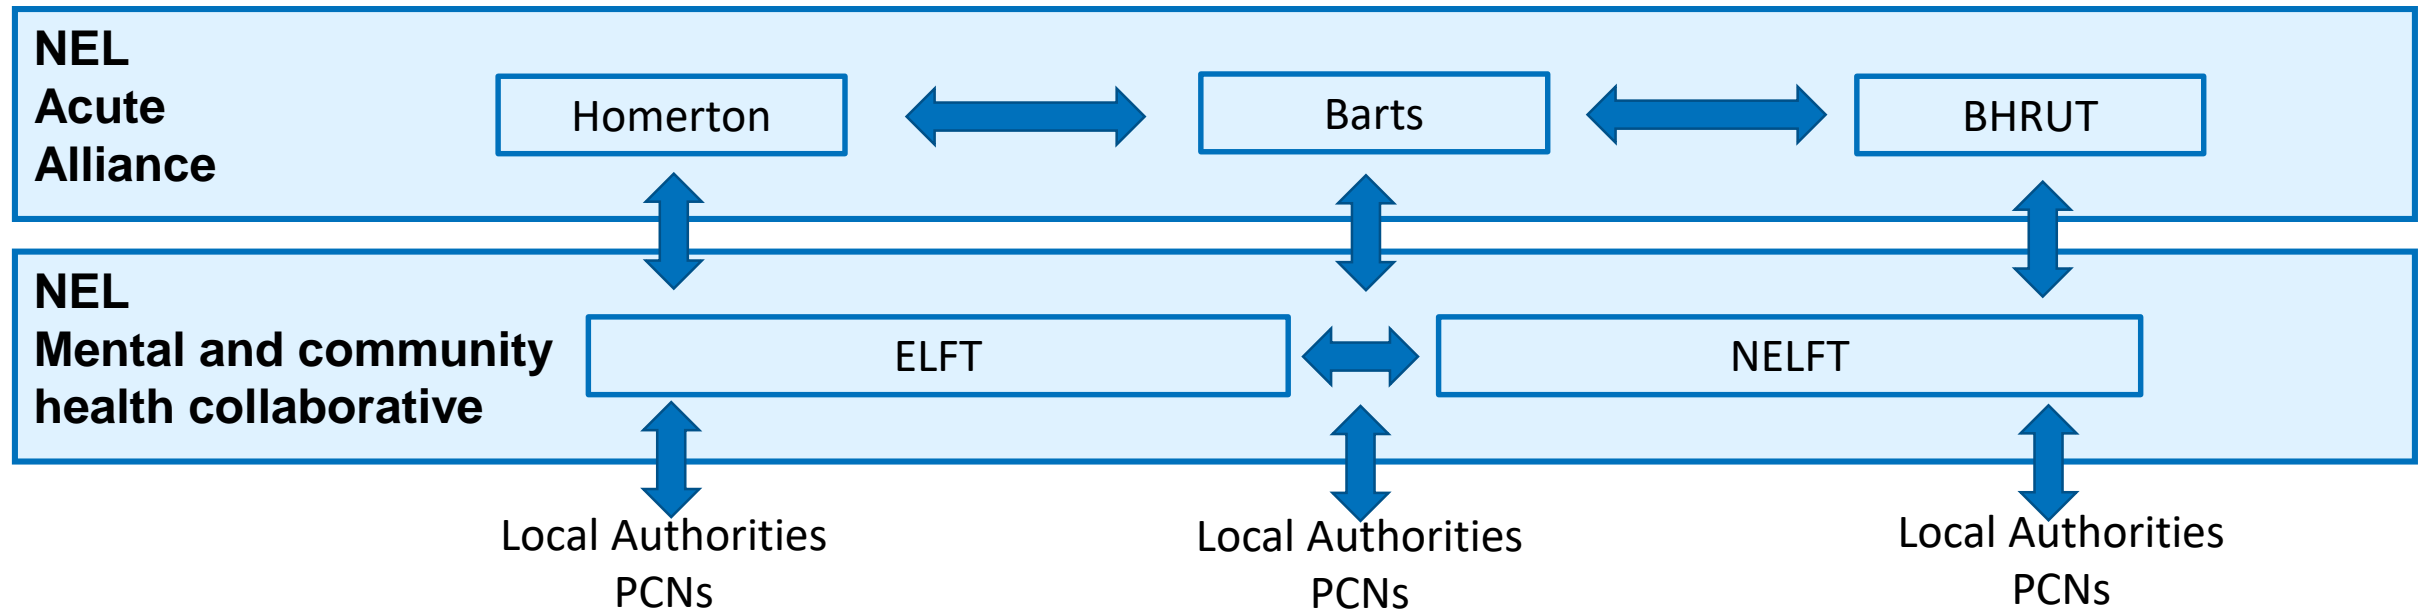 NEL
Acute
Alliance
Homerton
Barts
BHRUT
NEL
Mental and community
health collaborative
ELFT
NELFT
Local Authorities
PCNs
Local Authorities
PCNs
Local Authorities
PCNs